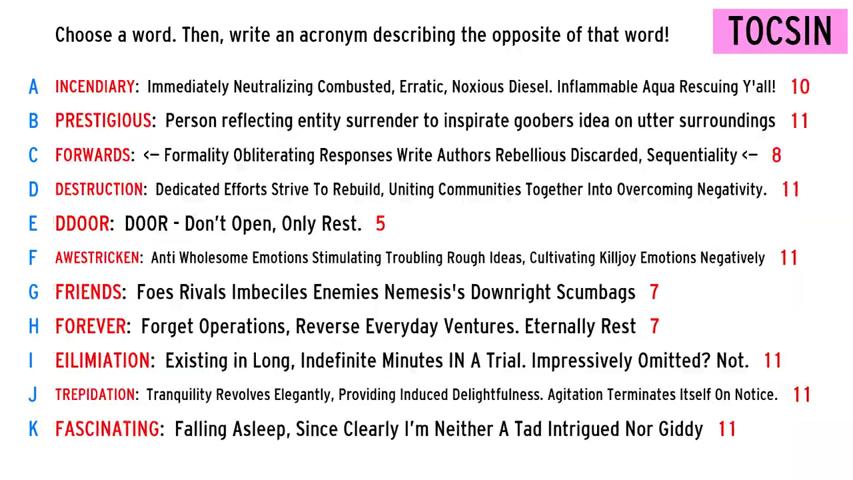 Choose a word. Then, write an acronym describing the opposite of that word!
TOCSIN
A INCENDIARY: Immediately Neutralizing Combusted, Erratic, Noxious Diesel. Inflammable Aqua Rescuing Y'all! 10
B PRESTIGIOUS: Person reflecting entity surrender to inspirate goobers idea on utter surroundings 11
C FORWARDS: <— Formality Obliterating Responses Write Authors Rebellious Discarded, Sequentiality <— 8
D DESTRUCTION: Dedicated Efforts Strive To Rebuild, Uniting Communities Together Into Overcoming Negativity. 11
E DDOOR: DOOR - Don't Open, Only Rest. 5
F AWESTRICKEN: Anti Wholesome Emotions Stimulating Troubling Rough Ideas, Cultivating Killjoy Emotions Negatively 11
G FRIENDS: Foes Rivals Imbeciles Enemies Nemesis's Downright Scumbags 7
H FOREVER: Forget Operations, Reverse Everyday Ventures. Eternally Rest 7
I EILIMIATION: Existing in Long, Indefinite Minutes IN A Trial. Impressively Omitted? Not. 11
J TREPIDATION: Tranquility Revolves Elegantly, Providing Induced Delightfulness. Agitation Terminates Itself On Notice. 11
K FASCINATING: Falling Asleep, Since Clearly I'm Neither A Tad Intrigued Nor Giddy 11